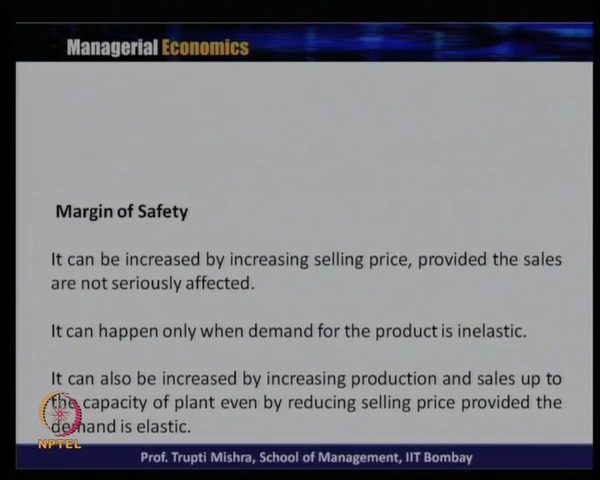 Managerial Economics
Margin of Safety
It can be increased by increasing selling price, provided the sales
are not seriously affected.
It can happen only when demand for the product is inelastic.
It can also be increased by increasing production and sales up to
the capacity of plant even by reducing selling price provided the
demand is elastic.
NPTEL
Prof. Trupti Mishra, School of Management, IIT Bombay